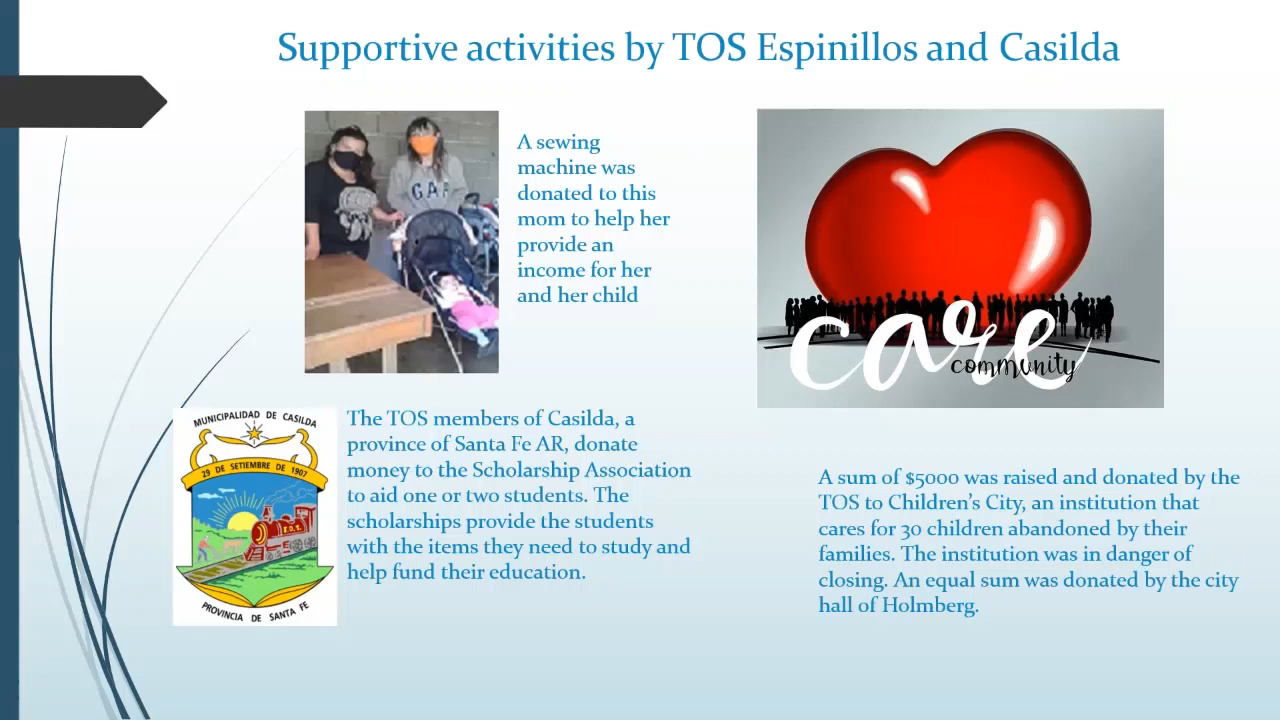 Supportive activities by TOS Espinillos and Casilda
GAP
A sewing
machine was
donated to this
mom to help her
provide an
income for her
and her child
care
community
MUNICIPALIDAD DE CASILDA
29 DE SETIEMBRE DE 1907
PROVINCIA DE SANTA FE
The TOS members of Casilda, a
province of Santa Fe AR, donate
money to the Scholarship Association
to aid one or two students. The
scholarships provide the students
with the items they need to study and
help fund their education.
A sum of $5000 was raised and donated by the
TOS to Children's City, an institution that
cares for 30 children abandoned by their
families. The institution was in danger of
closing. An equal sum was donated by the city
hall of Holmberg.